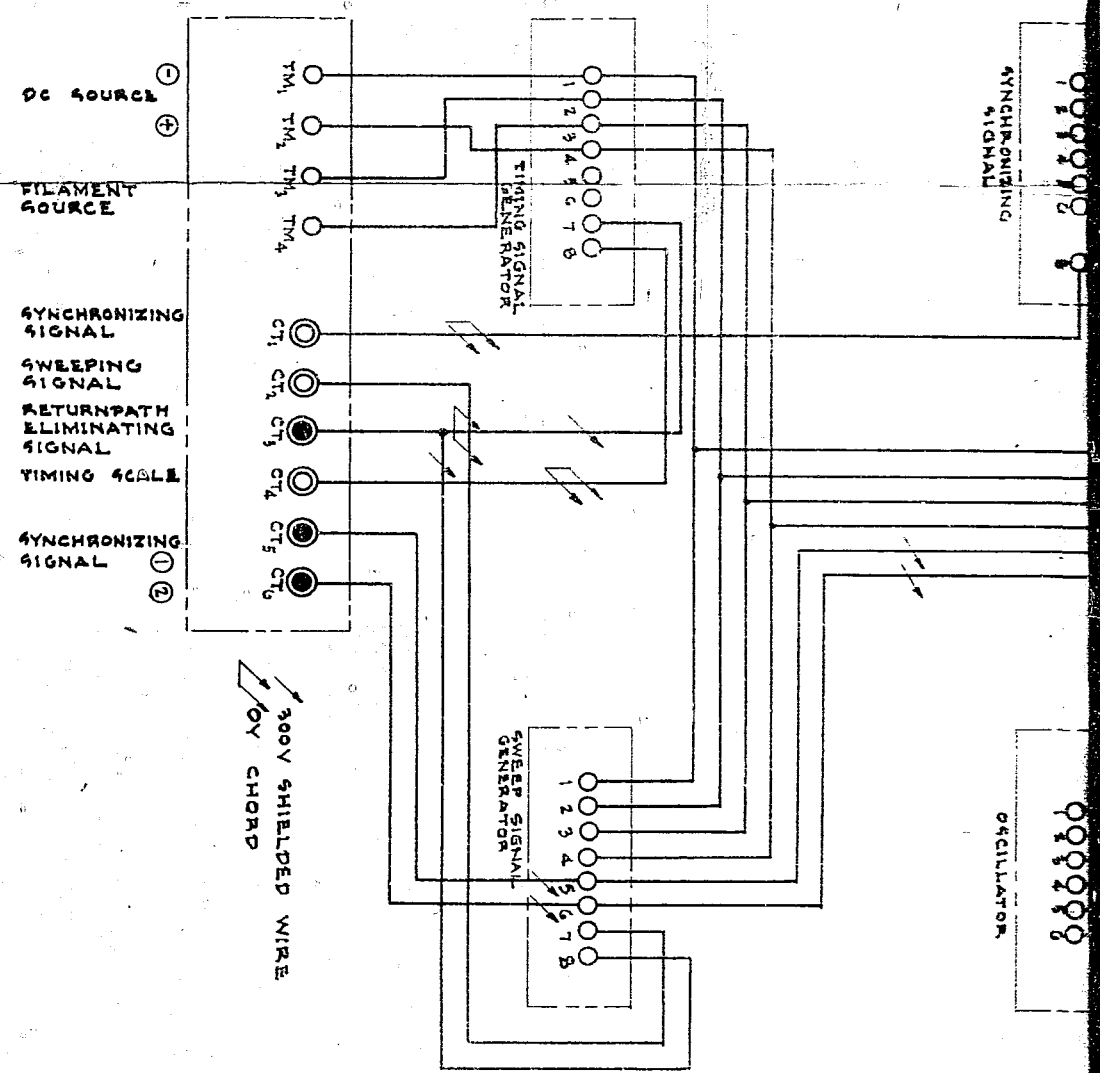 DC SOURCE
⊖
⊕
FILAMENT
SOURCE
SYNCHRONIZING
SIGNAL
SWEEPING
SIGNAL
RETURNPATH
ELIMINATING
SIGNAL
TIMING SCALE
SYNCHRONIZING
SIGNAL ①
②
TM1
TM2
TM3
TM4
CT1
CT2
CT3
CT4
CT5
CT6
1
2
3
4
5
6
7
8
TIMING SIGNAL
GENERATOR
SYNCHRONIZING
SIGNAL
1
300V SHIELDED WIRE
OY CHORD
1
2
3
4
5
6
7
8
SWEEP SIGNAL
GENERATOR
OSCILLATOR
1